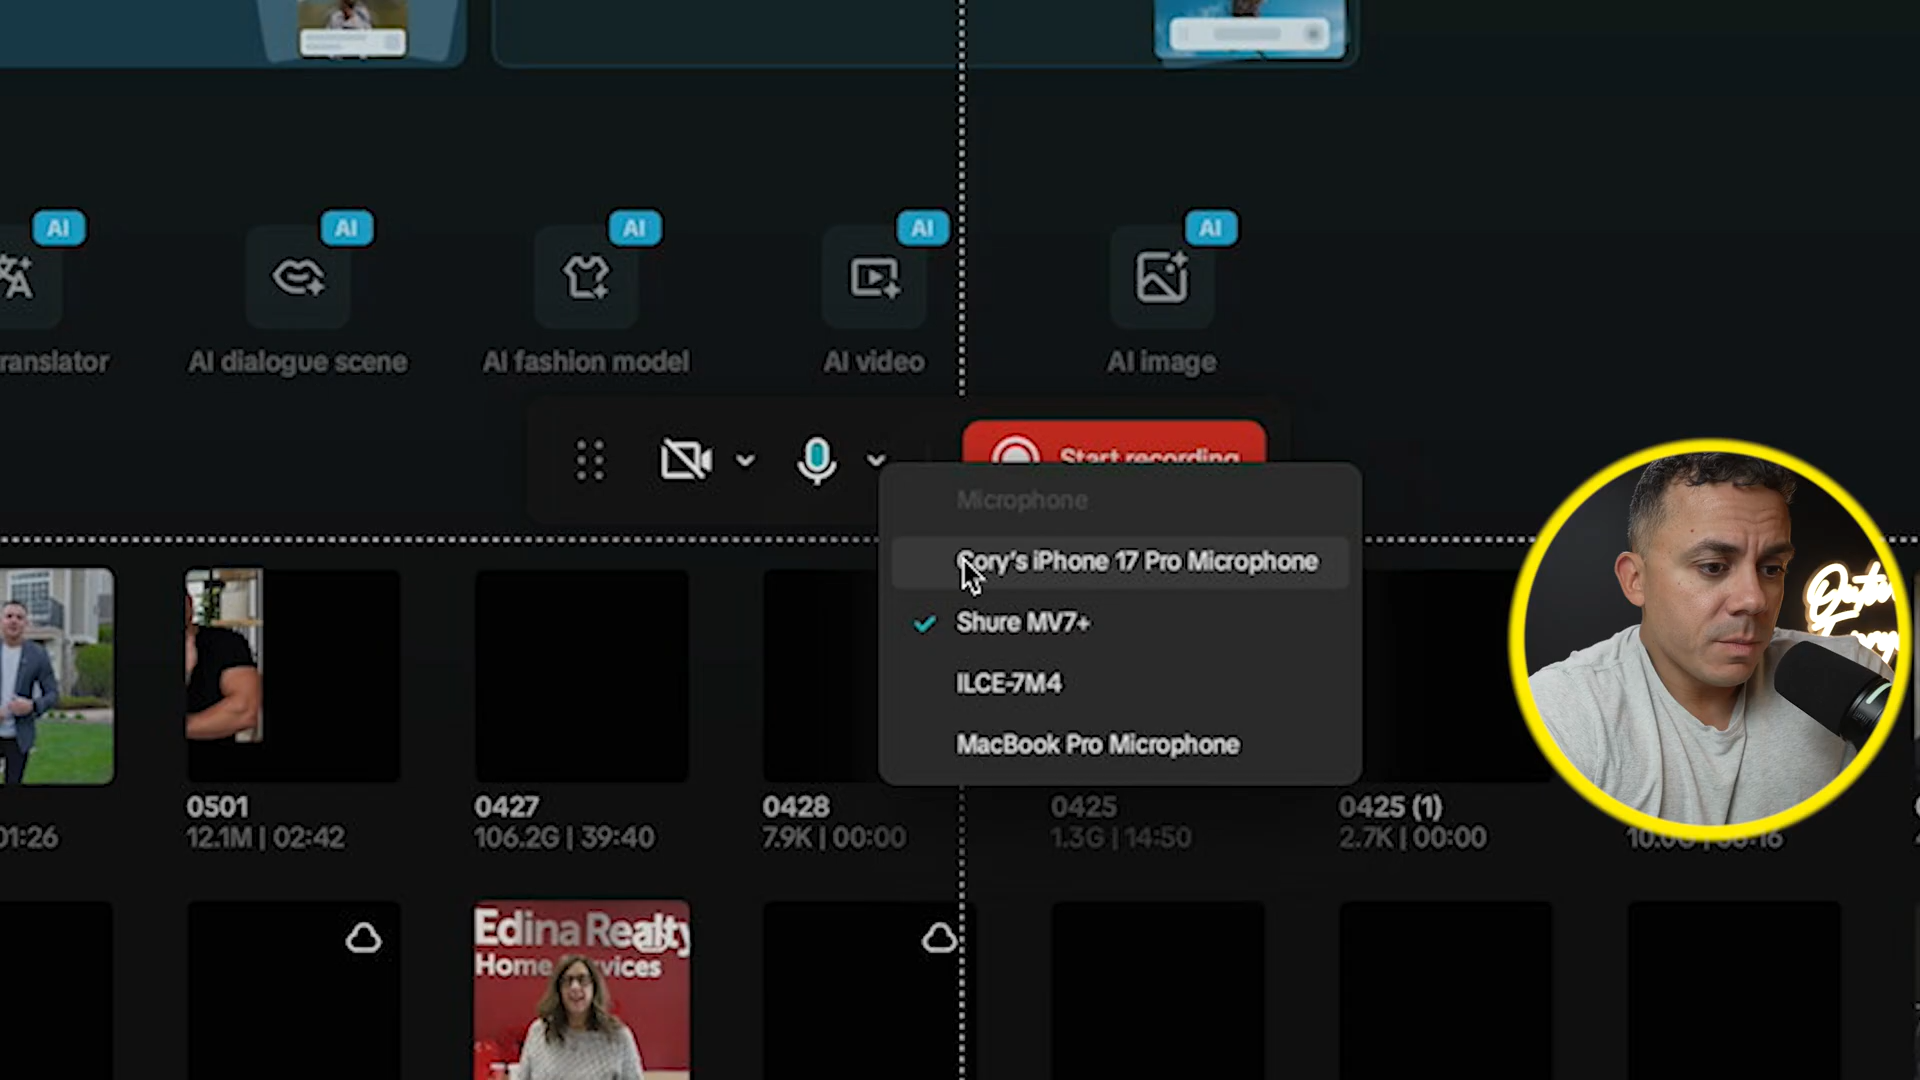 AI
AI
AI
AI
AI
ranslator
AI dialogue scene
AI fashion model
AI video
AI image
Start recording
Microphone
Cory's iPhone 17 Pro Microphone
Shure MV7+
ILCE-7M4
MacBook Pro Microphone
01:26
0501
12.1M | 02:42
0427
106.2G | 39:40
0428
7.9K | 00:00
0425
1.3G | 14:50
0425 (1)
2.7K | 00:00
Edina Realty
Home